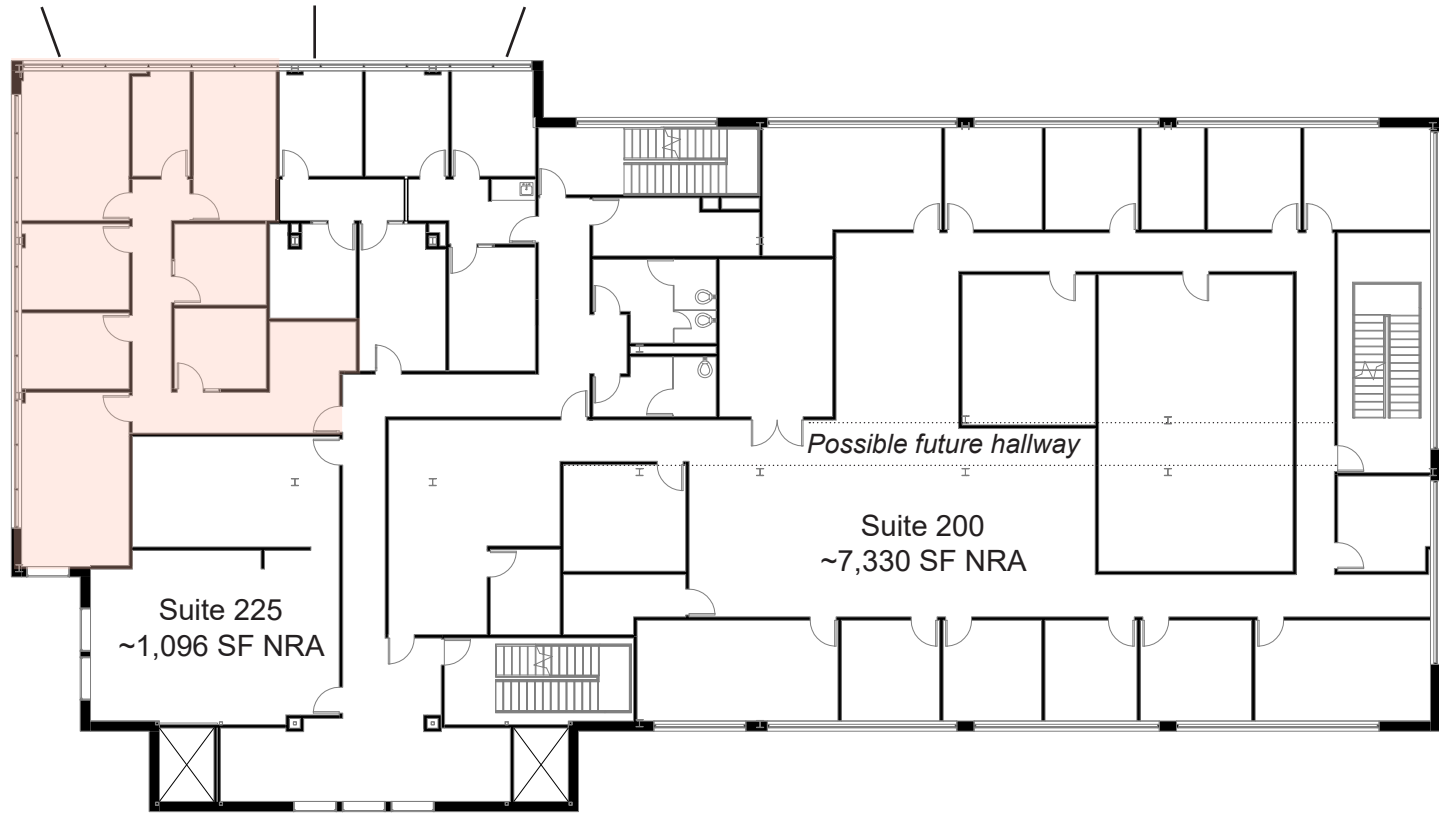 Possible future hallway
Suite 200
~7,330 SF NRA
Suite 225
~1,096 SF NRA